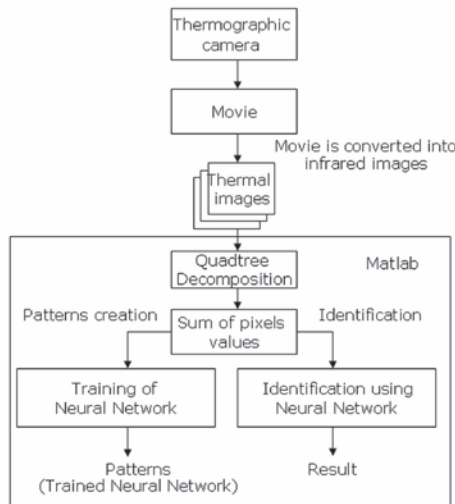 Thermographic
camera
Movie
Movie is converted into
infrared images
Thermal
images
Quadtree
Decomposition
Matlab
Patterns creation
Sum of pixels
values
Identification
Training of
Neural Network
Identification using
Neural Network
Patterns
(Trained Neural Network)
Result